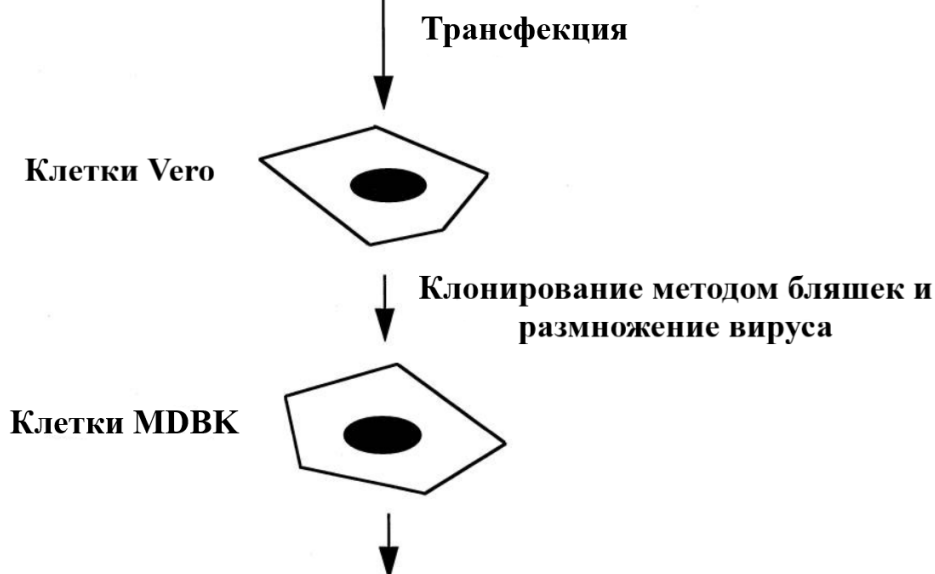 Трансфекция
Клетки Vero
Клонирование методом бляшек и
размножение вируса
Клетки MDBK